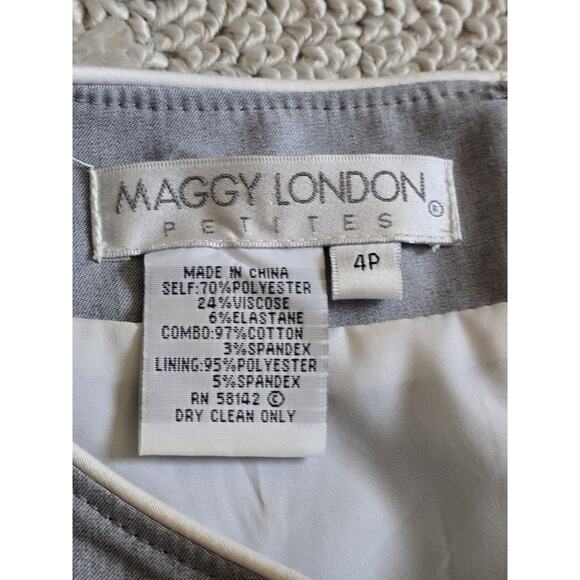 MAGGY LONDON®
PETITES
4P
MADE IN CHINA
SELF:70%POLYESTER
24%VISCOSE
6%ELASTANE
COMBO:97%COTTON
3%SPANDEX
LINING:95%POLYESTER
5%SPANDEX
RN 58142 ©
DRY CLEAN ONLY